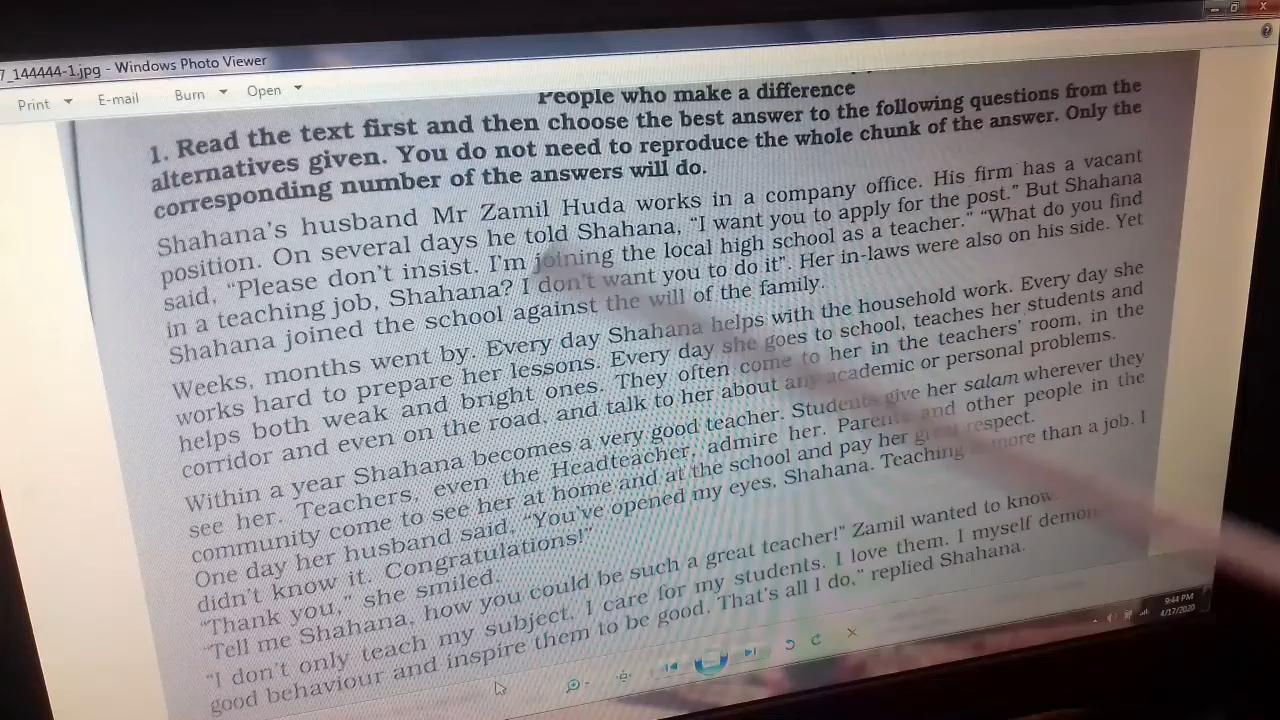 7_144444-1.jpg - Windows Photo Viewer
Print E-mail Burn Open
People who make a difference
1. Read the text first and then choose the best answer to the following questions from the
alternatives given. You do not need to reproduce the whole chunk of the answer. Only the
corresponding number of the answers will do.
Shahana's husband Mr Zamil Huda works in a company office. His firm has a vacant
position. On several days he told Shahana, "I want you to apply for the post." But Shahana
said, "Please don't insist. I'm joining the local high school as a teacher." "What do you find
in a teaching job, Shahana? I don't want you to do it". Her in-laws were also on his side. Yet
Shahana joined the school against the will of the family.
Weeks, months went by. Every day Shahana helps with the household work. Every day she
works hard to prepare her lessons. Every day she goes to school, teaches her students and
helps both weak and bright ones. They often come to her in the teachers' room, in the
corridor and even on the road, and talk to her about any academic or personal problems.
Within a year Shahana becomes a very good teacher. Students give her salam wherever they
see her. Teachers, even the Headteacher, admire her. Parents and other people in the
community come to see her at home and at the school and pay her great respect.
One day her husband said, "You've opened my eyes, Shahana. Teaching more than a job. I
didn't know it. Congratulations!"
"Thank you," she smiled.
"Tell me Shahana, how you could be such a great teacher!" Zamil wanted to know
"I don't only teach my subject, I care for my students. I love them. I myself
good behaviour and inspire them to be good. That's all I do," replied Shahana.
9:44 PM
4/17/2020